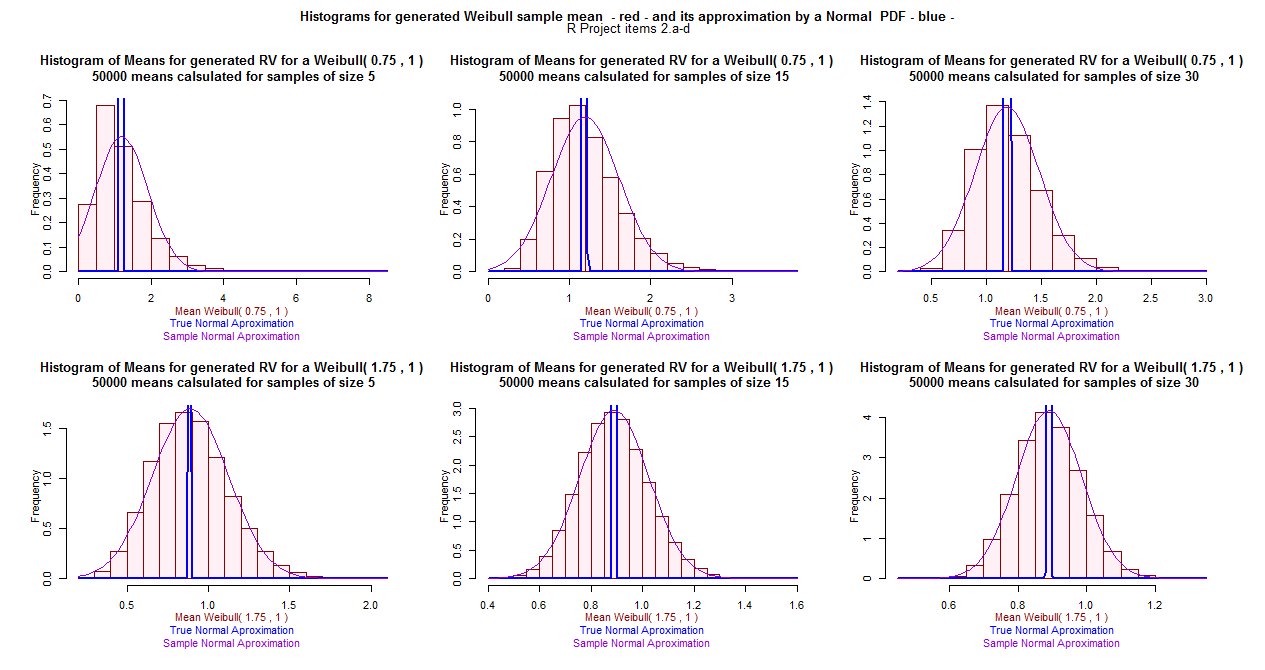 Histograms for generated Weibull sample mean - red - and its approximation by a Normal PDF - blue -
R Project items 2.a-d
Histogram of Means for generated RV for a Weibull( 0.75 , 1 )
50000 means calsulated for samples of size 5
Frequency
0.0 0.1 0.2 0.3 0.4 0.5 0.6 0.7
0 2 4 6 8
Mean Weibull( 0.75 , 1 )
True Normal Aproximation
Sample Normal Aproximation
Histogram of Means for generated RV for a Weibull( 0.75 , 1 )
50000 means calsulated for samples of size 15
Frequency
0.0 0.2 0.4 0.6 0.8 1.0
0 1 2 3
Mean Weibull( 0.75 , 1 )
True Normal Aproximation
Sample Normal Aproximation
Histogram of Means for generated RV for a Weibull( 0.75 , 1 )
50000 means calsulated for samples of size 30
Frequency
0.0 0.2 0.4 0.6 0.8 1.0 1.2 1.4
0.5 1.0 1.5 2.0 2.5 3.0
Mean Weibull( 0.75 , 1 )
True Normal Aproximation
Sample Normal Aproximation
Histogram of Means for generated RV for a Weibull( 1.75 , 1 )
50000 means calsulated for samples of size 5
Frequency
0.0 0.5 1.0 1.5
0.5 1.0 1.5 2.0
Mean Weibull( 1.75 , 1 )
True Normal Aproximation
Sample Normal Aproximation
Histogram of Means for generated RV for a Weibull( 1.75 , 1 )
50000 means calsulated for samples of size 15
Frequency
0.0 0.5 1.0 1.5 2.0 2.5 3.0
0.4 0.6 0.8 1.0 1.2 1.4 1.6
Mean Weibull( 1.75 , 1 )
True Normal Aproximation
Sample Normal Aproximation
Histogram of Means for generated RV for a Weibull( 1.75 , 1 )
50000 means calsulated for samples of size 30
Frequency
0 1 2 3 4
0.6 0.8 1.0 1.2
Mean Weibull( 1.75 , 1 )
True Normal Aproximation
Sample Normal Aproximation